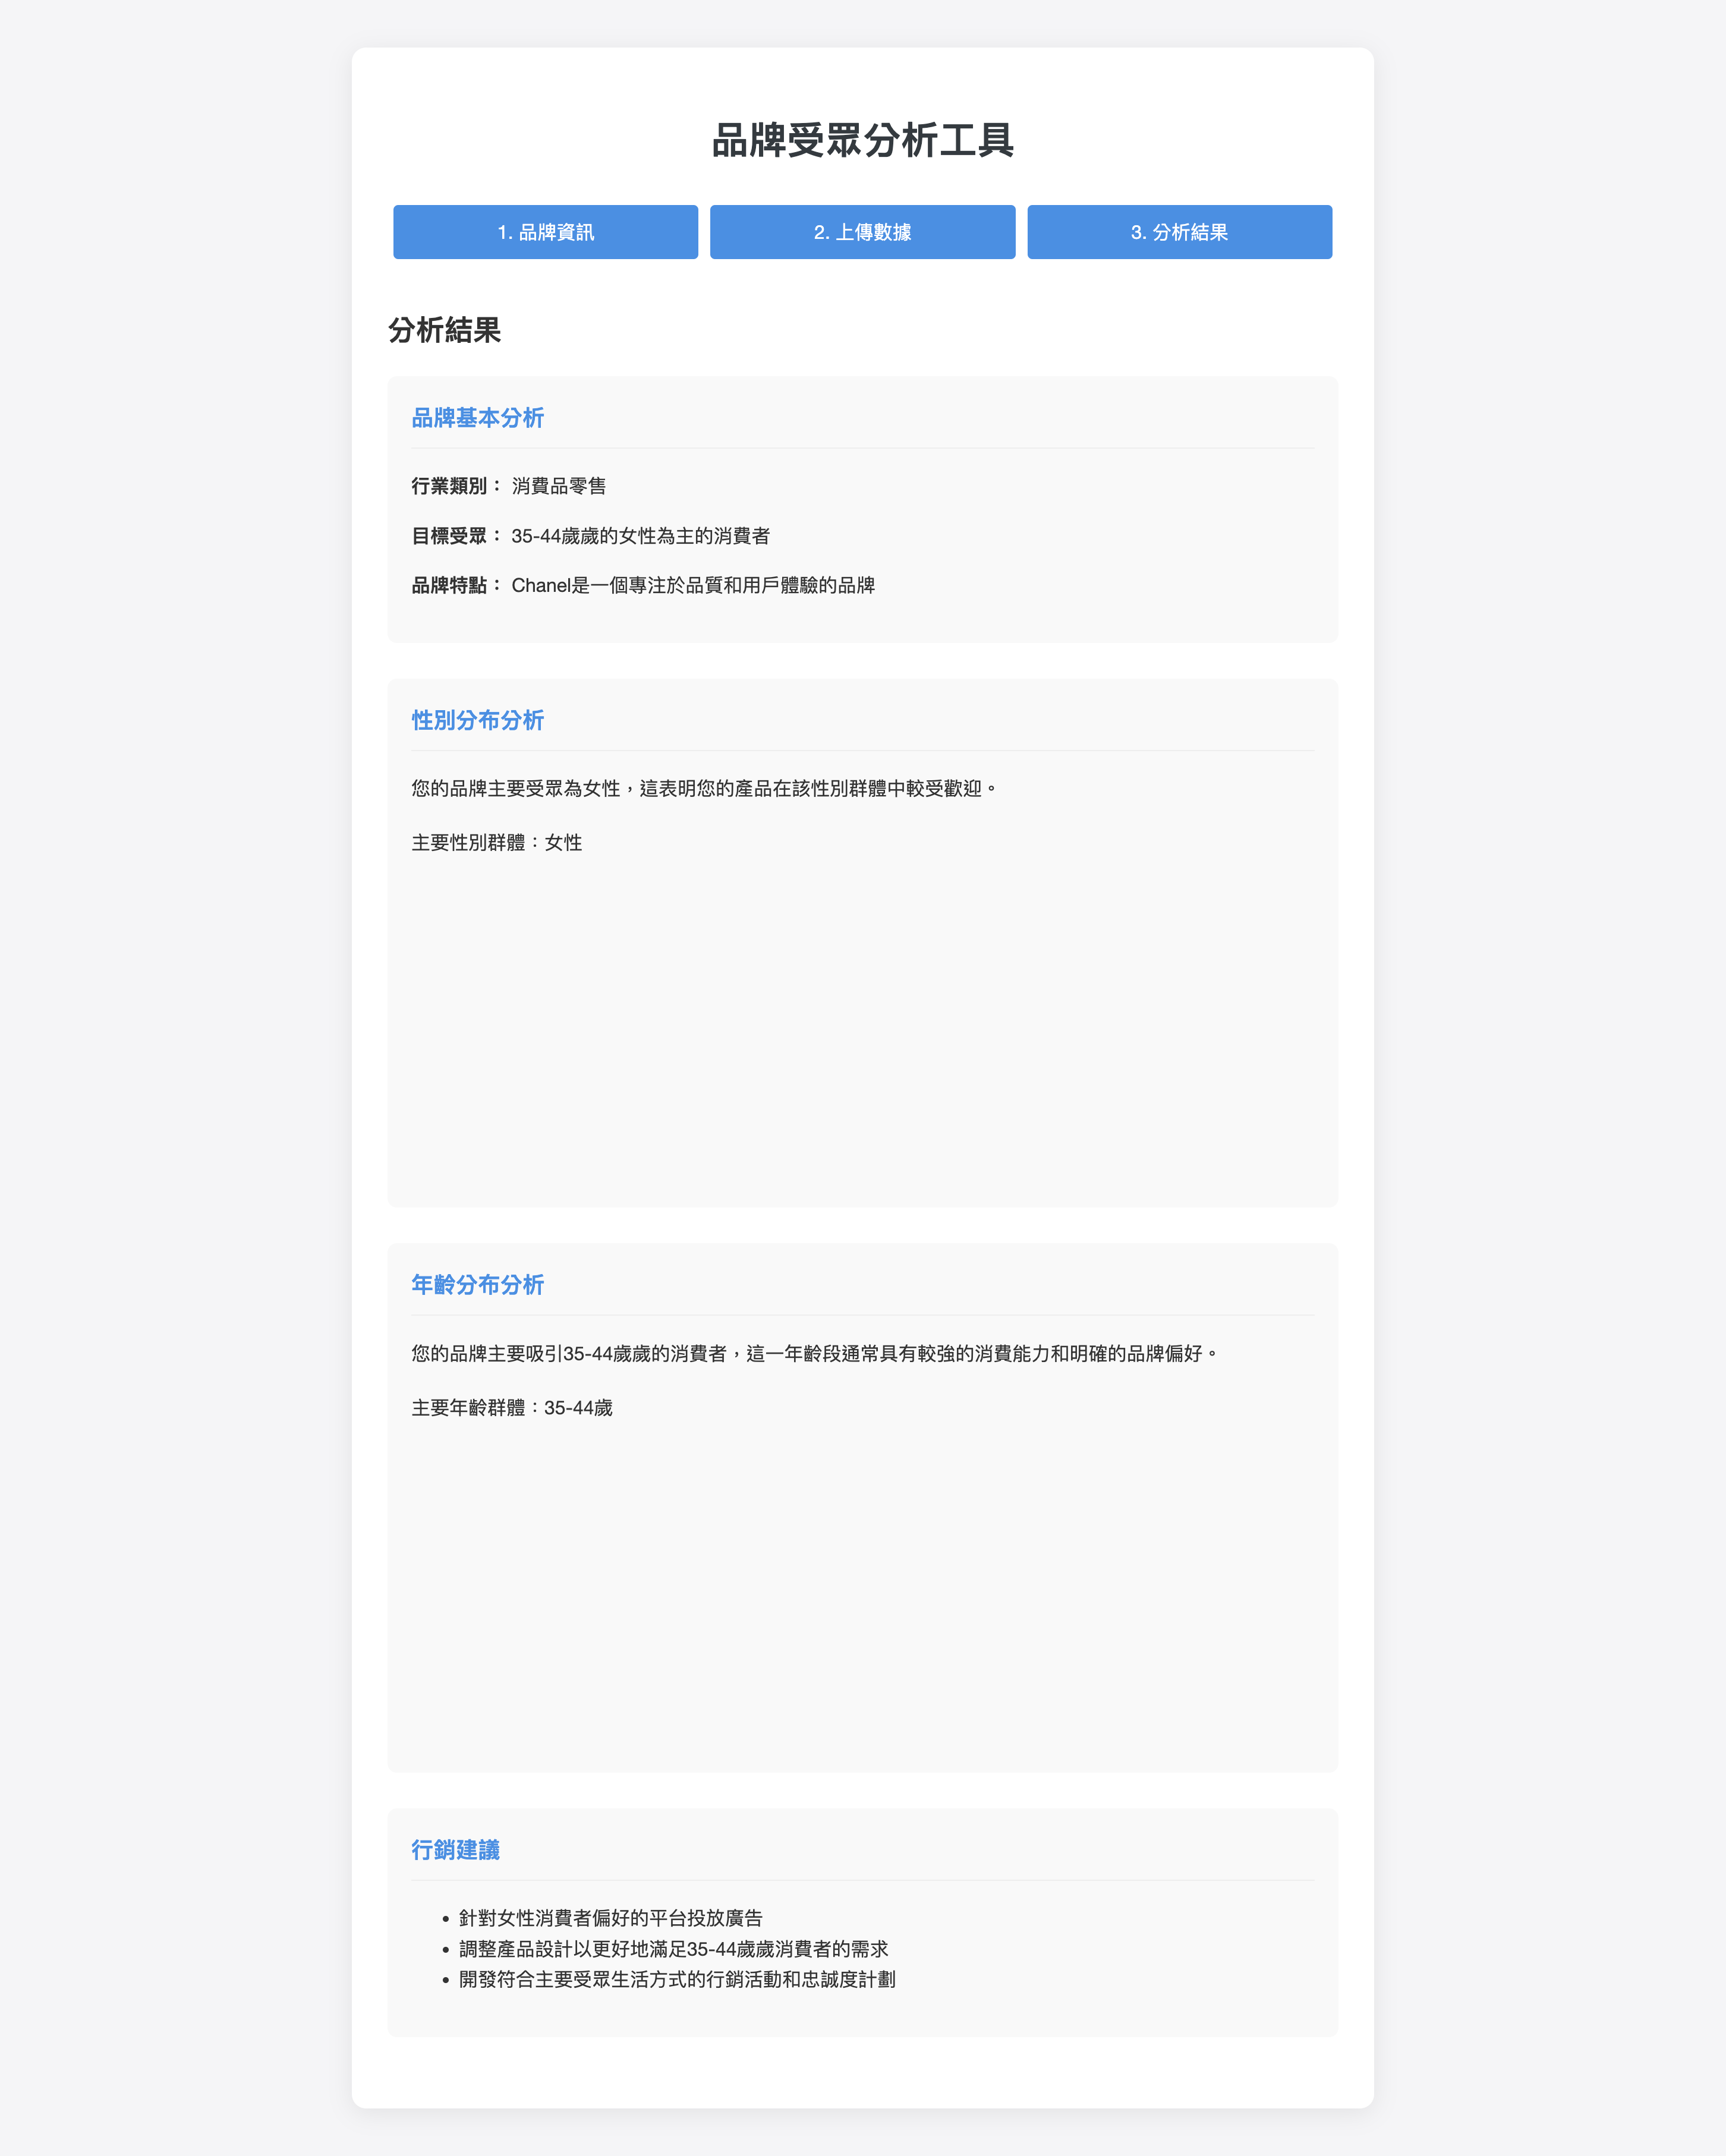 品牌受眾分析工具
1. 品牌資訊
2. 上傳數據
3. 分析結果
分析結果
品牌基本分析
行業類別： 消費品零售
目標受眾： 35-44歲歲的女性為主的消費者
品牌特點： Chanel是一個專注於品質和用戶體驗的品牌
性別分布分析
您的品牌主要受眾為女性，這表明您的產品在該性別群體中較受歡迎。
主要性別群體：女性
年齡分布分析
您的品牌主要吸引35-44歲歲的消費者，這一年齡段通常具有較強的消費能力和明確的品牌偏好。
主要年齡群體：35-44歲
行銷建議
• 針對女性消費者偏好的平台投放廣告
• 調整產品設計以更好地滿足35-44歲歲消費者的需求
• 開發符合主要受眾生活方式的行銷活動和忠誠度計劃